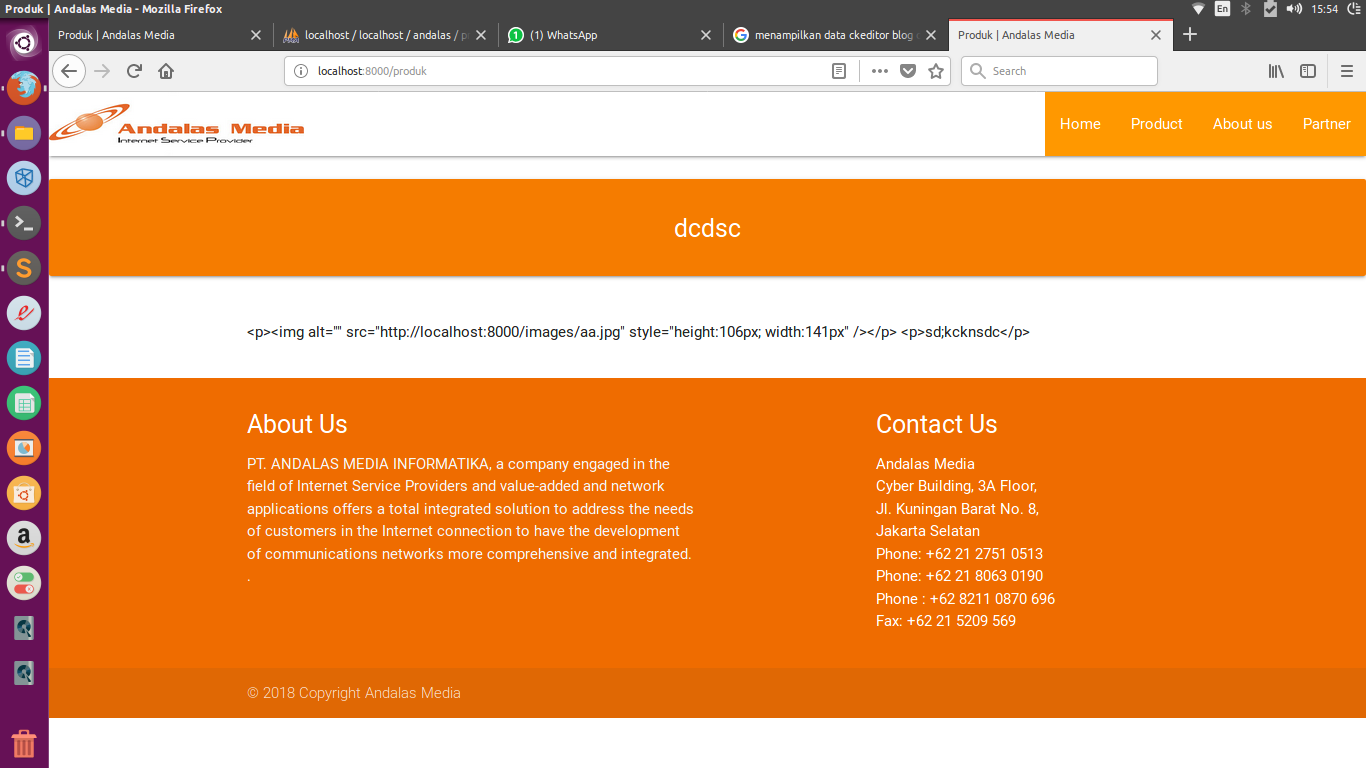 Produk | Andalas Media - Mozilla Firefox
En
15:54
Produk | Andalas Media
localhost / localhost / andalas / p
1
(1) WhatsApp
menampilkan data ckeditor blog
Produk | Andalas Media
localhost:8000/produk
Search
Andalas Media
Internet Service Provider
Home
Product
About us
Partner
dcdsc
<p><img alt="" src="http://localhost:8000/images/aa.jpg" style="height:106px; width:141px" /></p> <p>sd;kcknsdc</p>
About Us
PT. ANDALAS MEDIA INFORMATIKA, a company engaged in the
field of Internet Service Providers and value-added and network
applications offers a total integrated solution to address the needs
of customers in the Internet connection to have the development
of communications networks more comprehensive and integrated.
.
Contact Us
Andalas Media
Cyber Building, 3A Floor,
Jl. Kuningan Barat No. 8,
Jakarta Selatan
Phone: +62 21 2751 0513
Phone: +62 21 8063 0190
Phone : +62 8211 0870 696
Fax: +62 21 5209 569
© 2018 Copyright Andalas Media